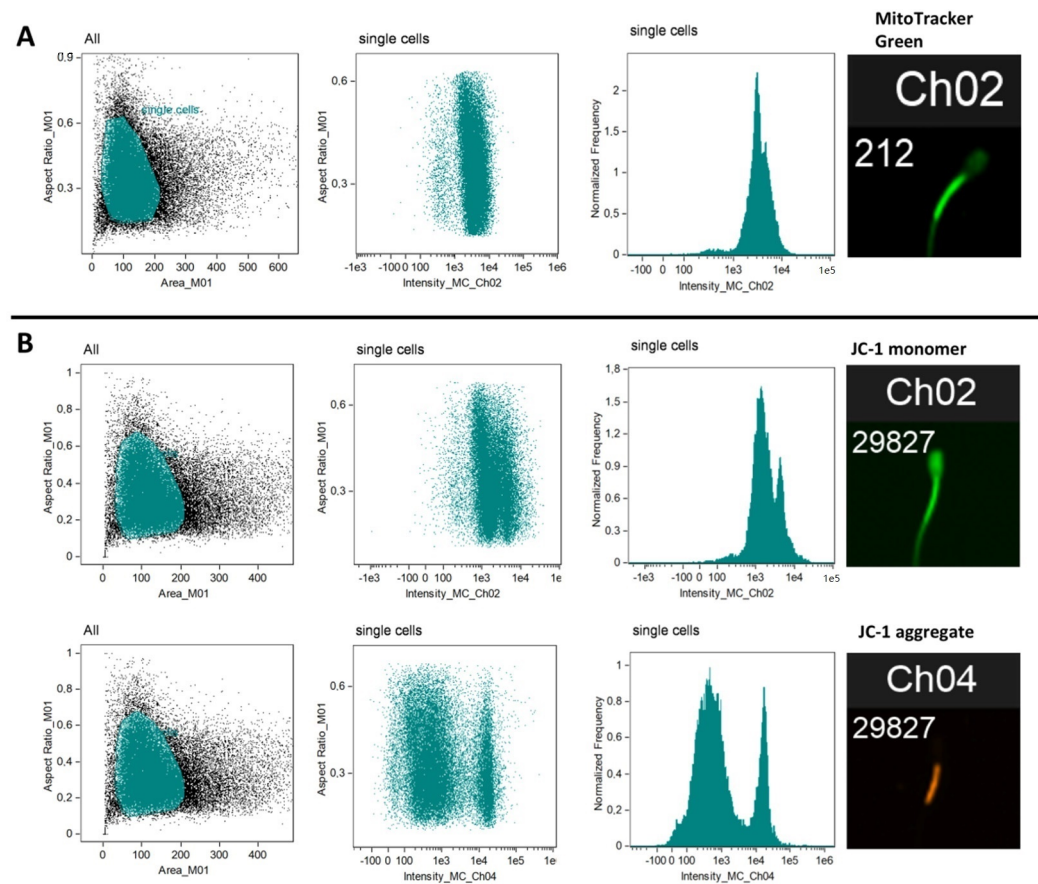 A
All
single cells
Aspect Ratio_M01
0.9
0.6
0.3
0 100 200 300 400 500 600
Area_M01
single cells
Aspect Ratio_M01
0.6
0.3
-1e3 -1000 100 1e3 1e4 1e5 1e6
Intensity_MC_Ch02
single cells
Normalized Frequency
2
1.5
1
0.5
0
-100 0 100 1e3 1e4 1e5
Intensity_MC_Ch02
MitoTracker
Green
Ch02
212
B
All
Aspect Ratio_M01
1
0.8
0.6
0.4
0.2
0
0 100 200 300 400
Area_M01
single cells
Aspect Ratio_M01
0.6
0.3
-1e3 -100 0 100 1e3 1e4 1e
Intensity_MC_Ch02
single cells
Normalized Frequency
1.8
1.5
1.2
0.9
0.6
0.3
0
-1e3 -100 0 100 1e3 1e4 1e5
Intensity_MC_Ch02
JC-1 monomer
Ch02
29827
All
Aspect Ratio_M01
1
0.8
0.6
0.4
0.2
0
0 100 200 300 400
Area_M01
single cells
Aspect Ratio_M01
0.6
0.3
-100 0 100 1e3 1e4 1e
Intensity_MC_Ch04
single cells
Normalized Frequency
1
0.8
0.6
0.4
0.2
0
-1000 100 1e3 1e4 1e5 1e
Intensity_MC_Ch04
JC-1 aggregate
Ch04
29827